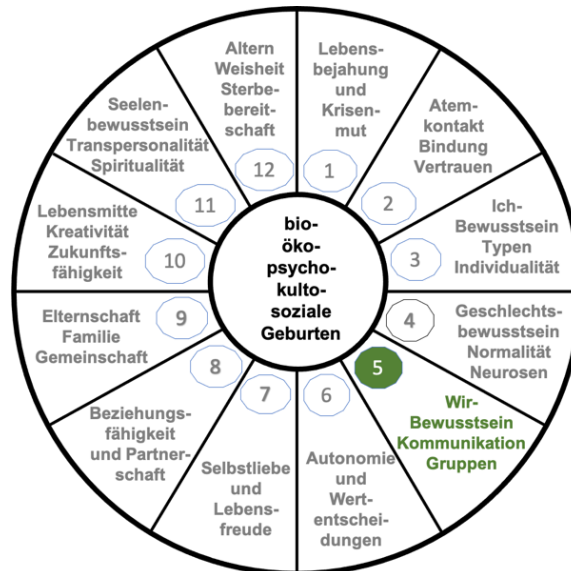 Lebens-
bejahung
und
Krisen-
mut
1
Atem-
kontakt
Bindung
Vertrauen
2
Ich-
Bewusstsein
Typen
Individualität
3
Geschlechts-
bewusstsein
Normalität
Neurosen
4
Wir-
Bewusstsein
Kommunikation
Gruppen
5
Autonomie
und
Wert-
entschei-
dungen
6
Selbstliebe
und
Lebens-
freude
7
Beziehungs-
fähigkeit
und Partner-
schaft
8
Elternschaft
Familie
Gemeinschaft
9
Lebensmitte
Kreativität
Zukunfts-
fähigkeit
10
Seelen-
bewusstsein
Transpersonalität
Spiritualität
11
Altern
Weisheit
Sterbe-
bereit-
schaft
12
bio-
öko-
psycho-
kulto-
soziale
Geburten